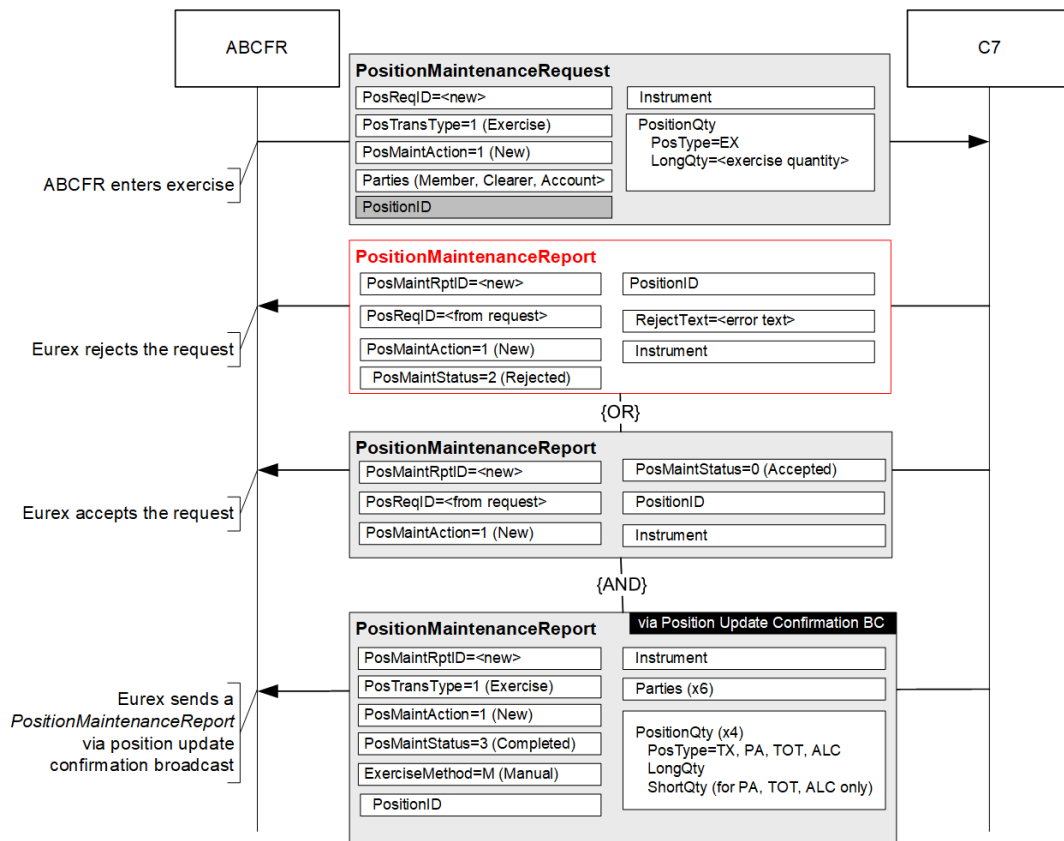 ABCFR
C7
PositionMaintenanceRequest
PosReqID=<new>
Instrument
PosTransType=1 (Exercise)
PositionQty
PosType=EX
LongQty=<exercise quantity>
PosMaintAction=1 (New)
Parties (Member, Clearer, Account>
PositionID
ABCFR enters exercise
PositionMaintenanceReport
PosMaintRptID=<new>
PositionID
PosReqID=<from request>
RejectText=<error text>
PosMaintAction=1 (New)
Instrument
PosMaintStatus=2 (Rejected)
Eurex rejects the request
{OR}
PositionMaintenanceReport
PosMaintRptID=<new>
PosMaintStatus=0 (Accepted)
PosReqID=<from request>
PositionID
PosMaintAction=1 (New)
Instrument
Eurex accepts the request
{AND}
via Position Update Confirmation BC
PositionMaintenanceReport
PosMaintRptID=<new>
Instrument
PosTransType=1 (Exercise)
Parties (x6)
PosMaintAction=1 (New)
PosMaintStatus=3 (Completed)
ExerciseMethod=M (Manual)
PositionID
PositionQty (x4)
PosType=TX, PA, TOT, ALC
LongQty
ShortQty (for PA, TOT, ALC only)
Eurex sends a
PositionMaintenanceReport
via position update
confirmation broadcast